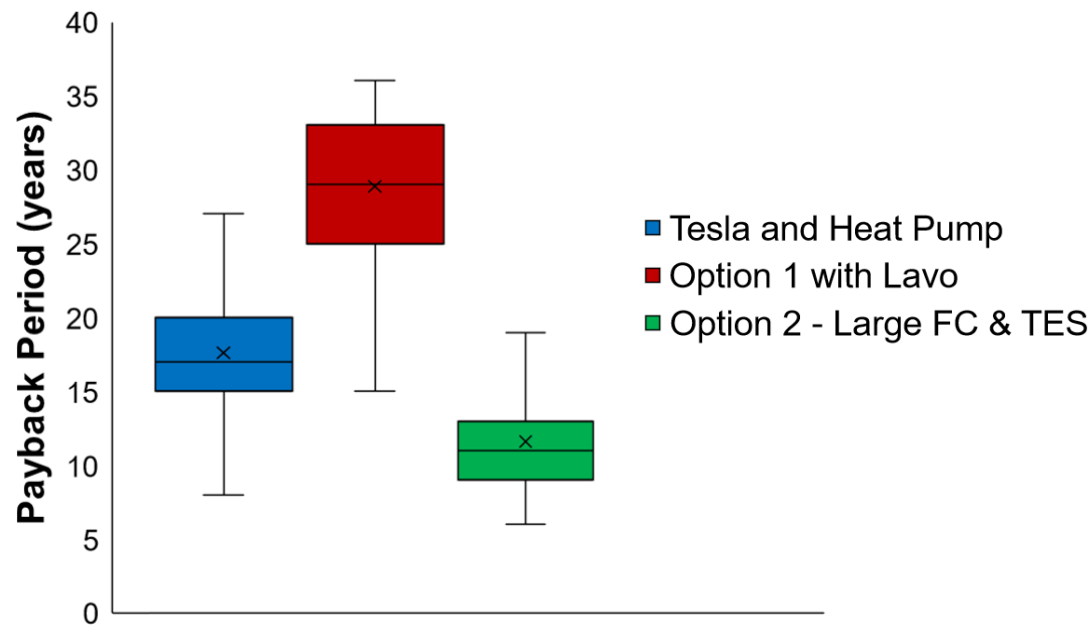 Payback Period (years)
40
35
30
25
20
15
10
5
0
Tesla and Heat Pump
Option 1 with Lavo
Option 2 - Large FC & TES